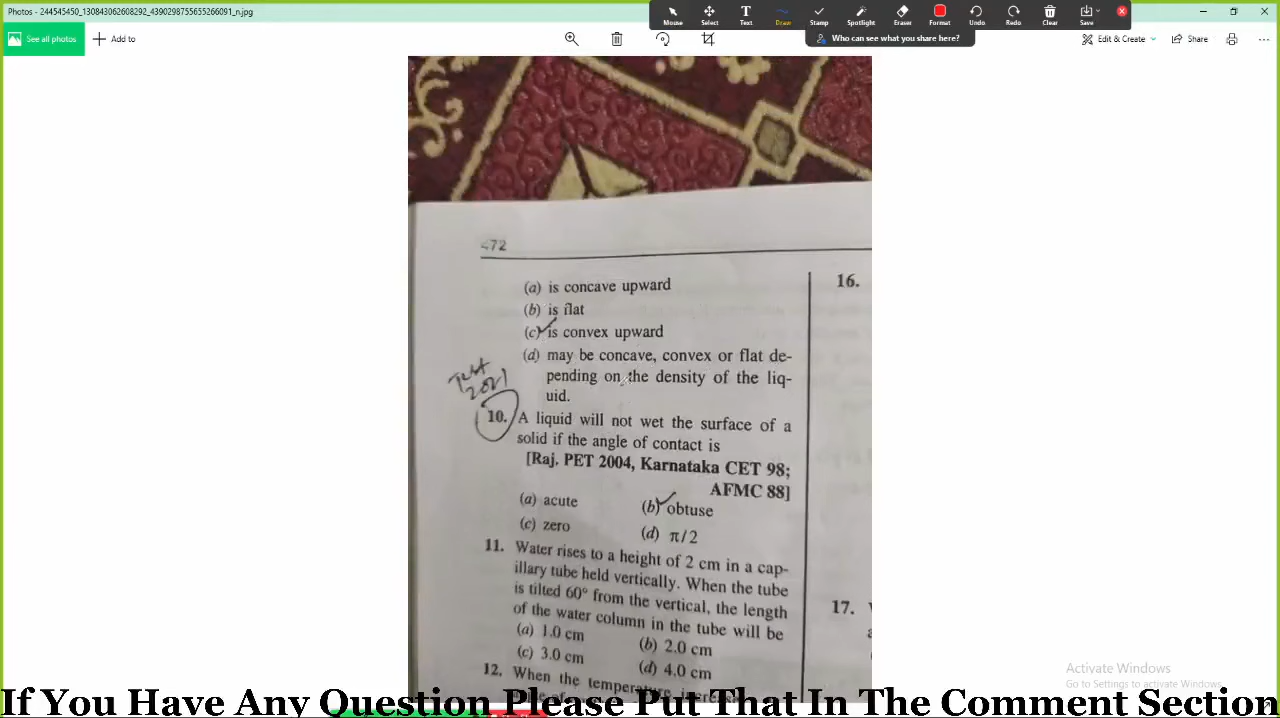 Photos - 244545450_130843062608292_4390298755655266091_n.jpg
Mouse Select Text Draw Stamp Spotlight Eraser Format Undo Redo Clear Save
See all photos
Add to
Who can see what you share here?
Edit & Create
Share
472
(a) is concave upward
(b) is flat
(c) is convex upward
(d) may be concave, convex or flat de-
pending on the density of the liq-
uid.
Test
2021
10. A liquid will not wet the surface of a
solid if the angle of contact is
[Raj. PET 2004, Karnataka CET 98;
AFMC 88]
(a) acute (b) obtuse
(c) zero (d) π/2
11. Water rises to a height of 2 cm in a cap-
illary tube held vertically. When the tube
is tilted 60° from the vertical, the length
of the water column in the tube will be
(a) 1.0 cm (b) 2.0 cm
(c) 3.0 cm (d) 4.0 cm
12. When the temperature
16.
17.
Activate Windows
Go to Settings to activate Windows.
If You Have Any Question Please Put That In The Comment Section